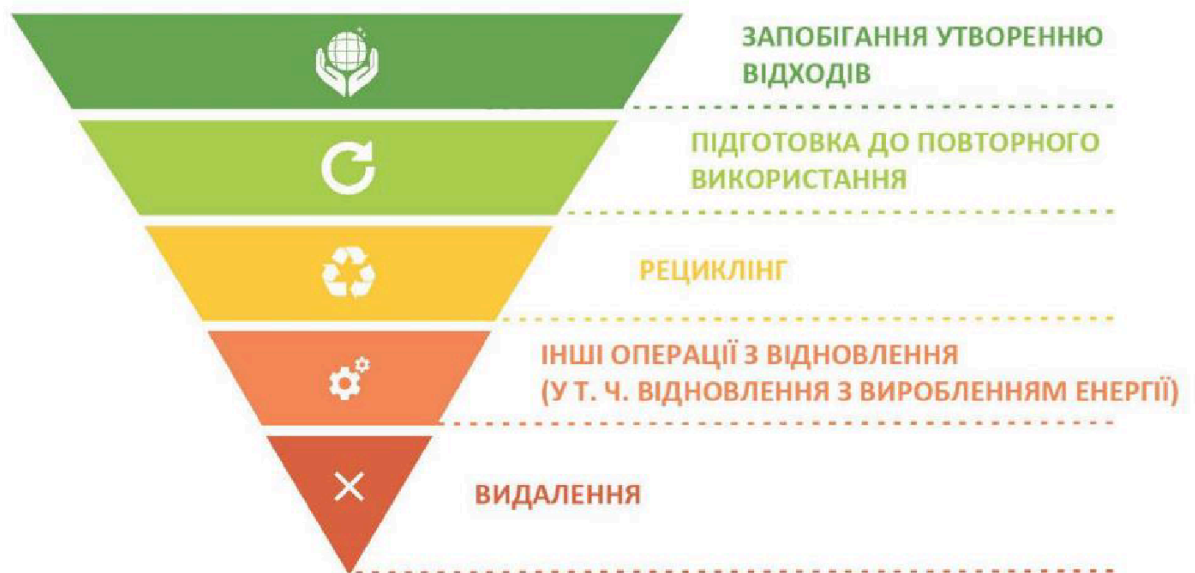 ЗАПОБІГАННЯ УТВОРЕННЮ
ВІДХОДІВ
ПІДГОТОВКА ДО ПОВТОРНОГО
ВИКОРИСТАННЯ
РЕЦИКЛІНГ
ІНШІ ОПЕРАЦІЇ З ВІДНОВЛЕННЯ
(У Т. Ч. ВІДНОВЛЕННЯ З ВИРОБЛЕННЯМ ЕНЕРГІЇ)
ВИДАЛЕННЯ